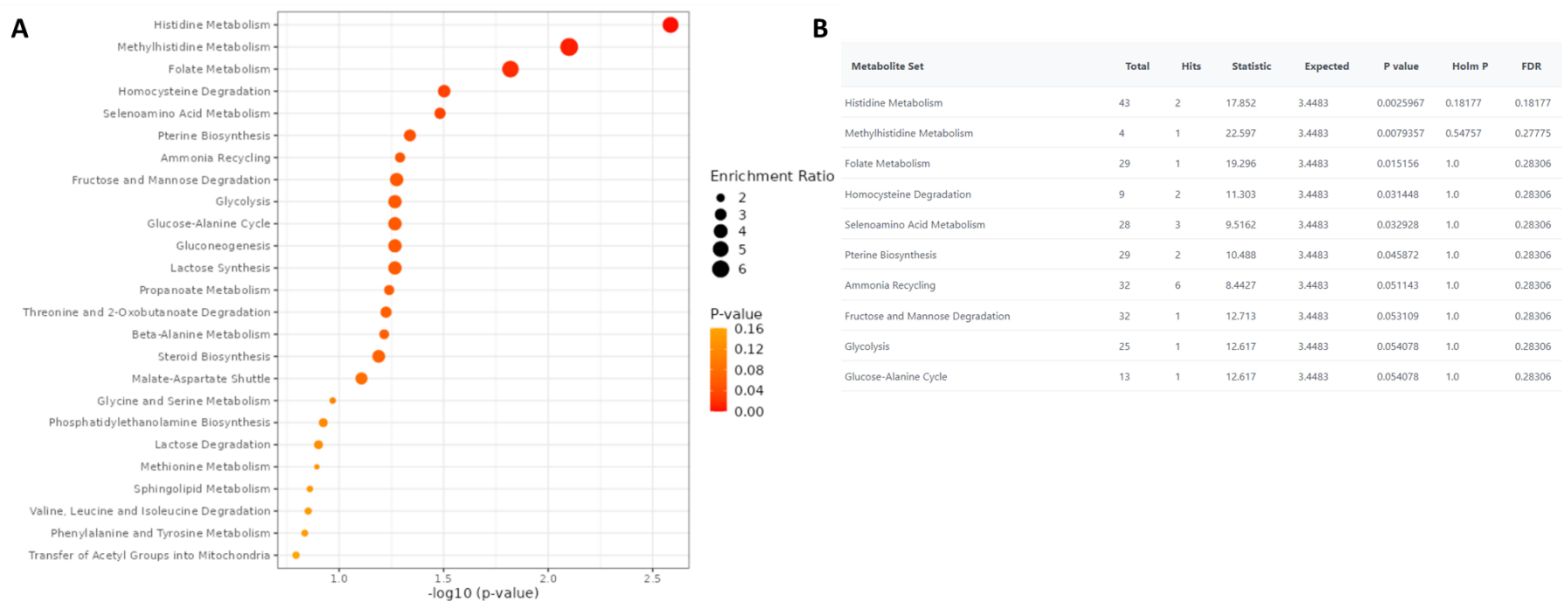 A
Histidine Metabolism
Methylhistidine Metabolism
Folate Metabolism
Homocysteine Degradation
Selenoamino Acid Metabolism
Pterine Biosynthesis
Ammonia Recycling
Fructose and Mannose Degradation
Glycolysis
Glucose-Alanine Cycle
Gluconeogenesis
Lactose Synthesis
Propanoate Metabolism
Threonine and 2-Oxobutanoate Degradation
Beta-Alanine Metabolism
Steroid Biosynthesis
Malate-Aspartate Shuttle
Glycine and Serine Metabolism
Phosphatidylethanolamine Biosynthesis
Lactose Degradation
Methionine Metabolism
Sphingolipid Metabolism
Valine, Leucine and Isoleucine Degradation
Phenylalanine and Tyrosine Metabolism
Transfer of Acetyl Groups into Mitochondria
1.0 1.5 2.0 2.5
-log10 (p-value)
Enrichment Ratio
2
3
4
5
6
P-value
0.16
0.12
0.08
0.04
0.00
B
Metabolite Set Total Hits Statistic Expected P value Holm P FDR
Histidine Metabolism 43 2 17.852 3.4483 0.0025967 0.18177 0.18177
Methylhistidine Metabolism 4 1 22.597 3.4483 0.0079357 0.54757 0.27775
Folate Metabolism 29 1 19.296 3.4483 0.015156 1.0 0.28306
Homocysteine Degradation 9 2 11.303 3.4483 0.031448 1.0 0.28306
Selenoamino Acid Metabolism 28 3 9.5162 3.4483 0.032928 1.0 0.28306
Pterine Biosynthesis 29 2 10.488 3.4483 0.045872 1.0 0.28306
Ammonia Recycling 32 6 8.4427 3.4483 0.051143 1.0 0.28306
Fructose and Mannose Degradation 32 1 12.713 3.4483 0.053109 1.0 0.28306
Glycolysis 25 1 12.617 3.4483 0.054078 1.0 0.28306
Glucose-Alanine Cycle 13 1 12.617 3.4483 0.054078 1.0 0.28306